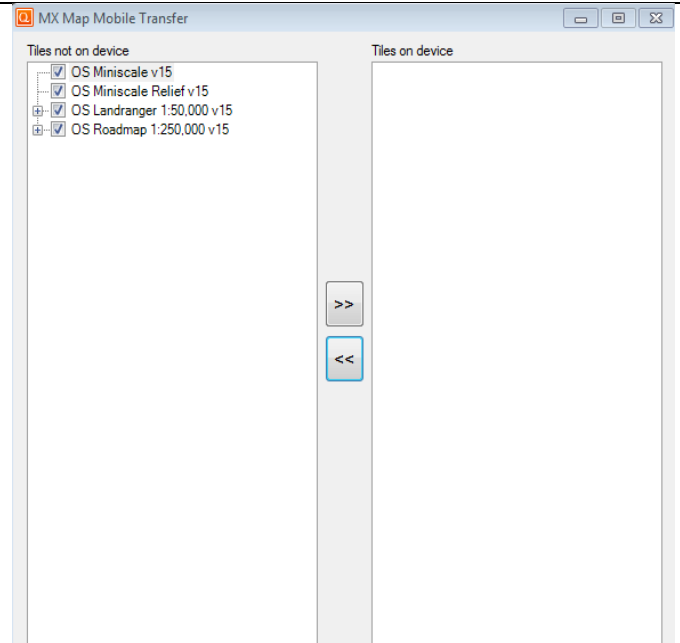 MX Map Mobile Transfer
Tiles not on device
Tiles on device
OS Miniscale v15
OS Miniscale Relief v15
OS Landranger 1:50,000 v15
OS Roadmap 1:250,000 v15
>>
<<